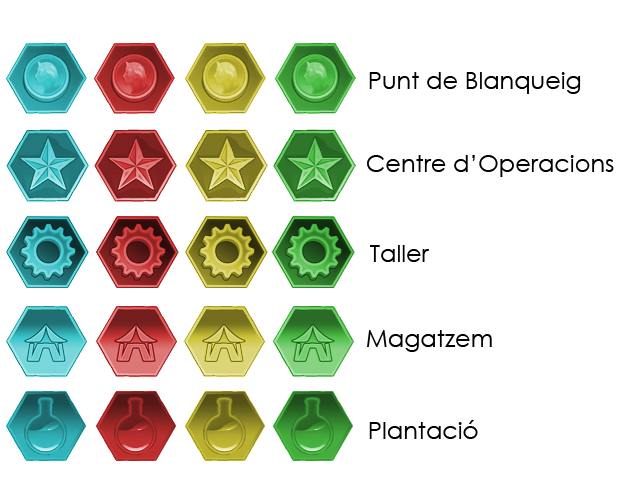 Punt de Blanqueig
Centre d’Operacions
Taller
Magatzem
Plantació